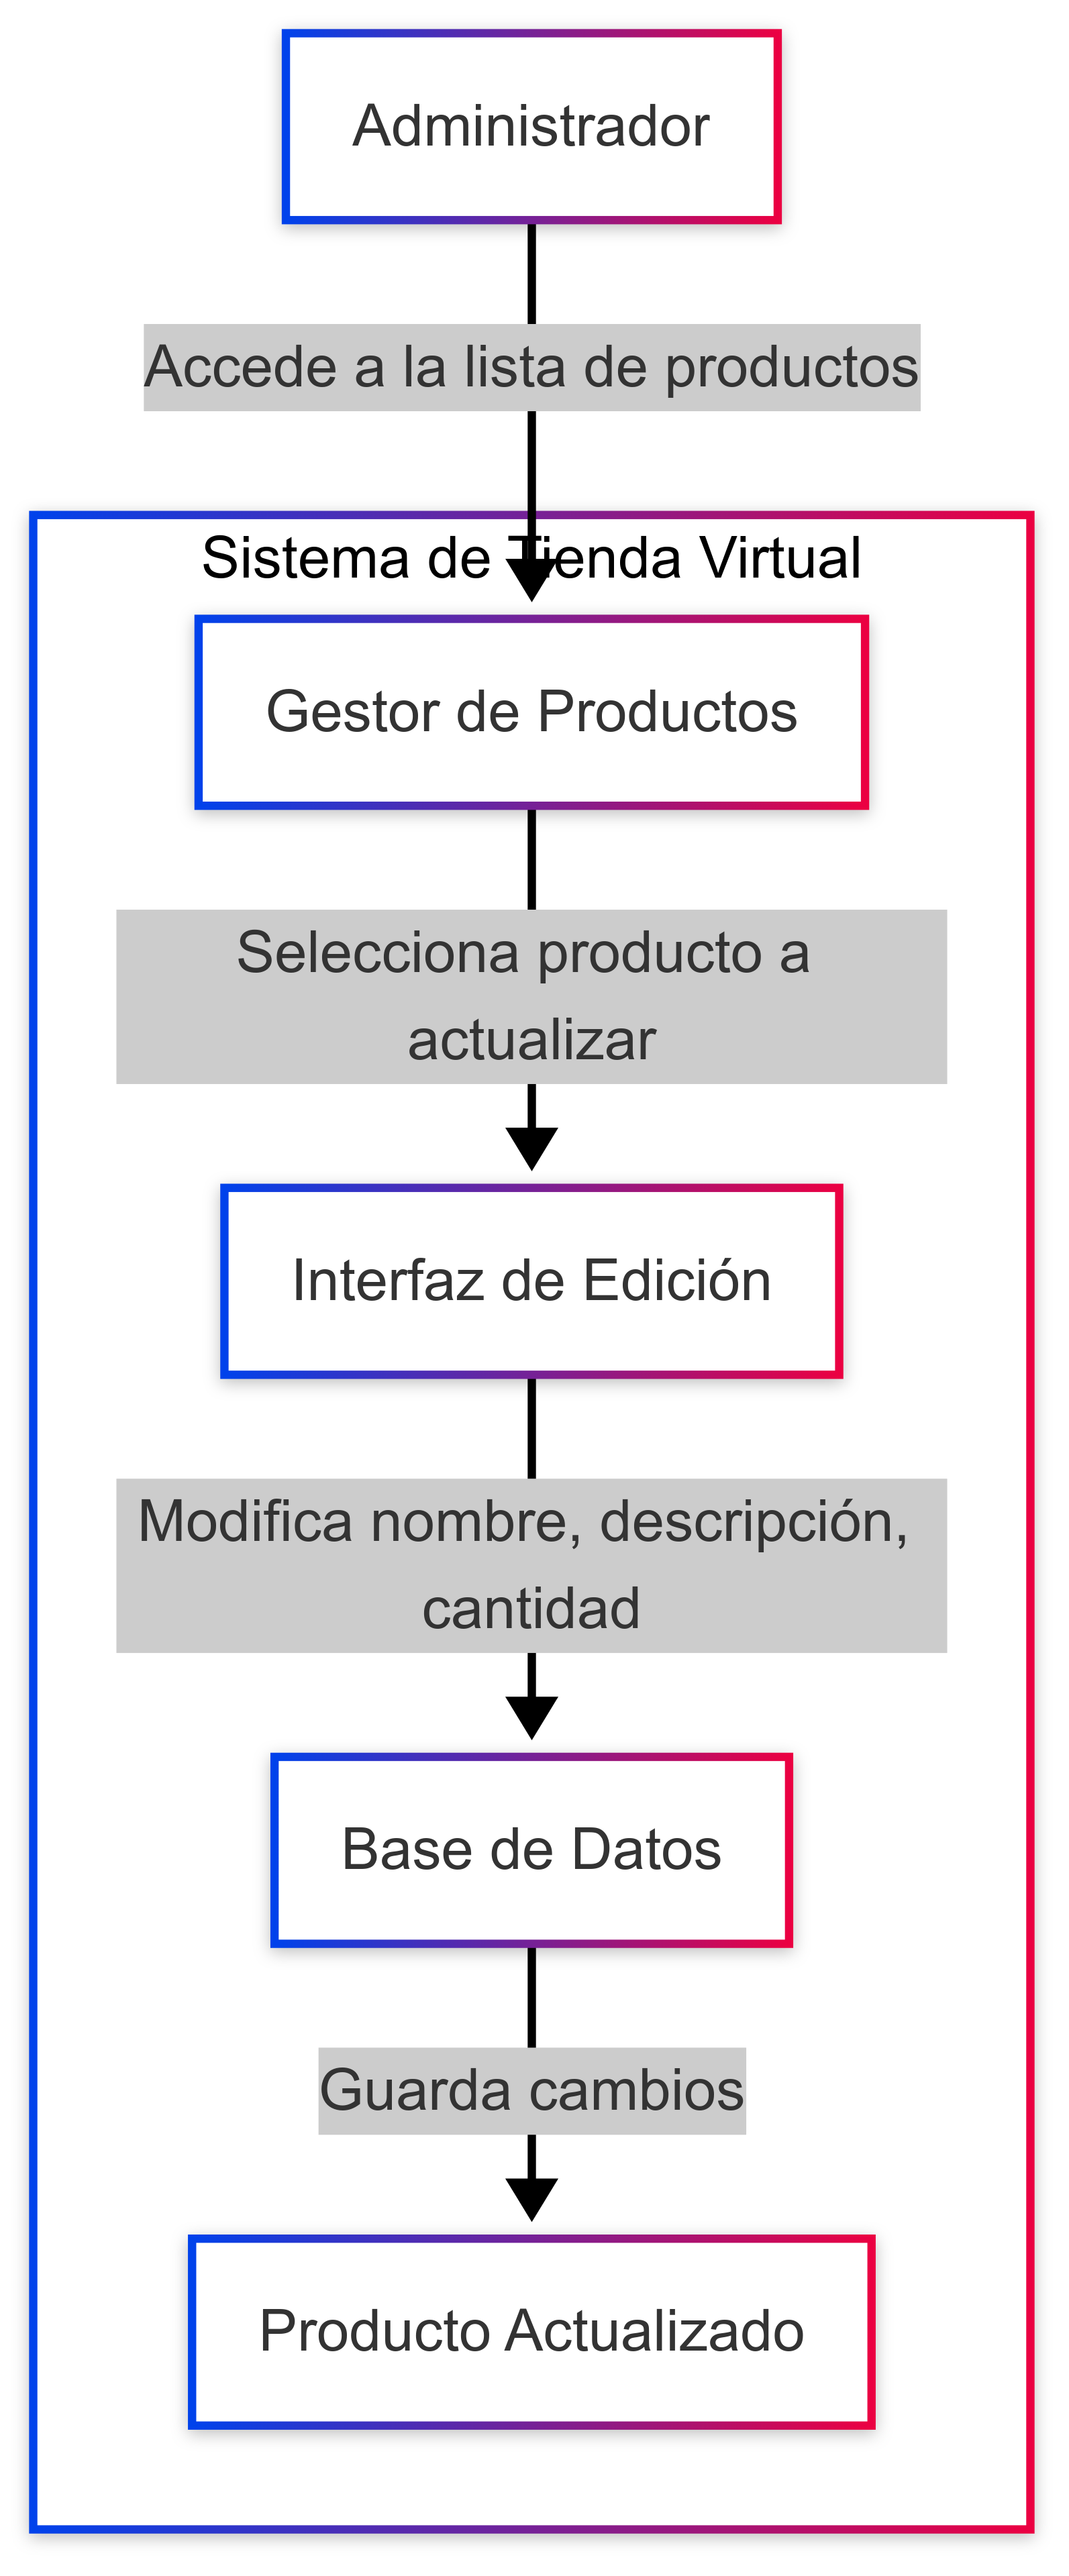 Administrador
Accede a la lista de productos
Sistema de Tienda Virtual
Gestor de Productos
Selecciona producto a
actualizar
Interfaz de Edición
Modifica nombre, descripción,
cantidad
Base de Datos
Guarda cambios
Producto Actualizado